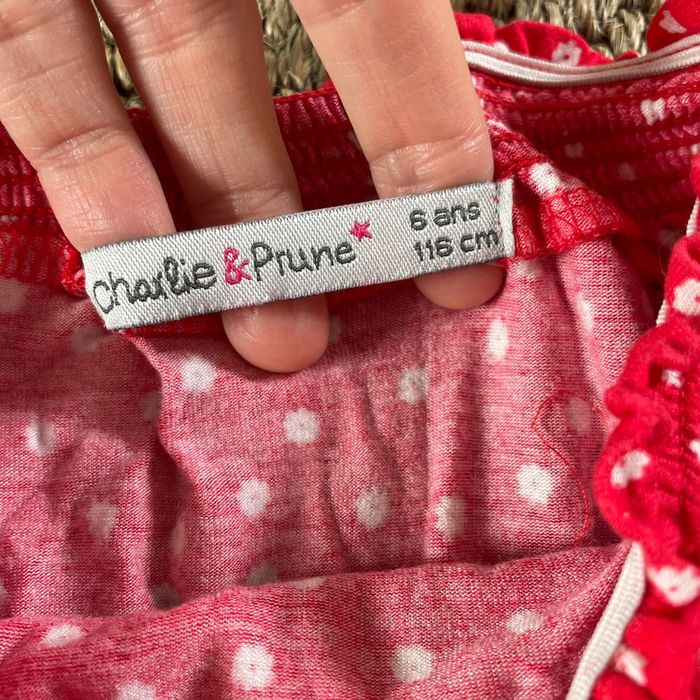 Charlie & Prune*
6 ans
116 cm